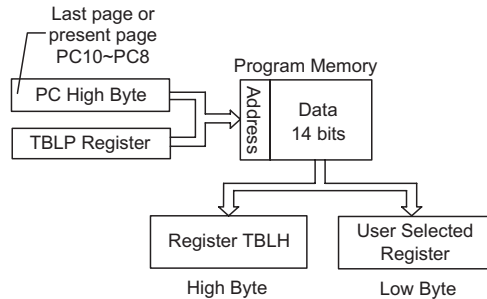 Last page or
present page
PC10~PC8
Program Memory
PC High Byte
TBLP Register
Address
Data
14 bits
Register TBLH
User Selected
Register
High Byte
Low Byte